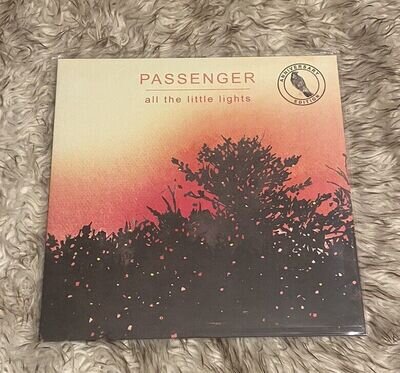 PASSENGER
all the little lights
ANNIVERSARY
EDITION